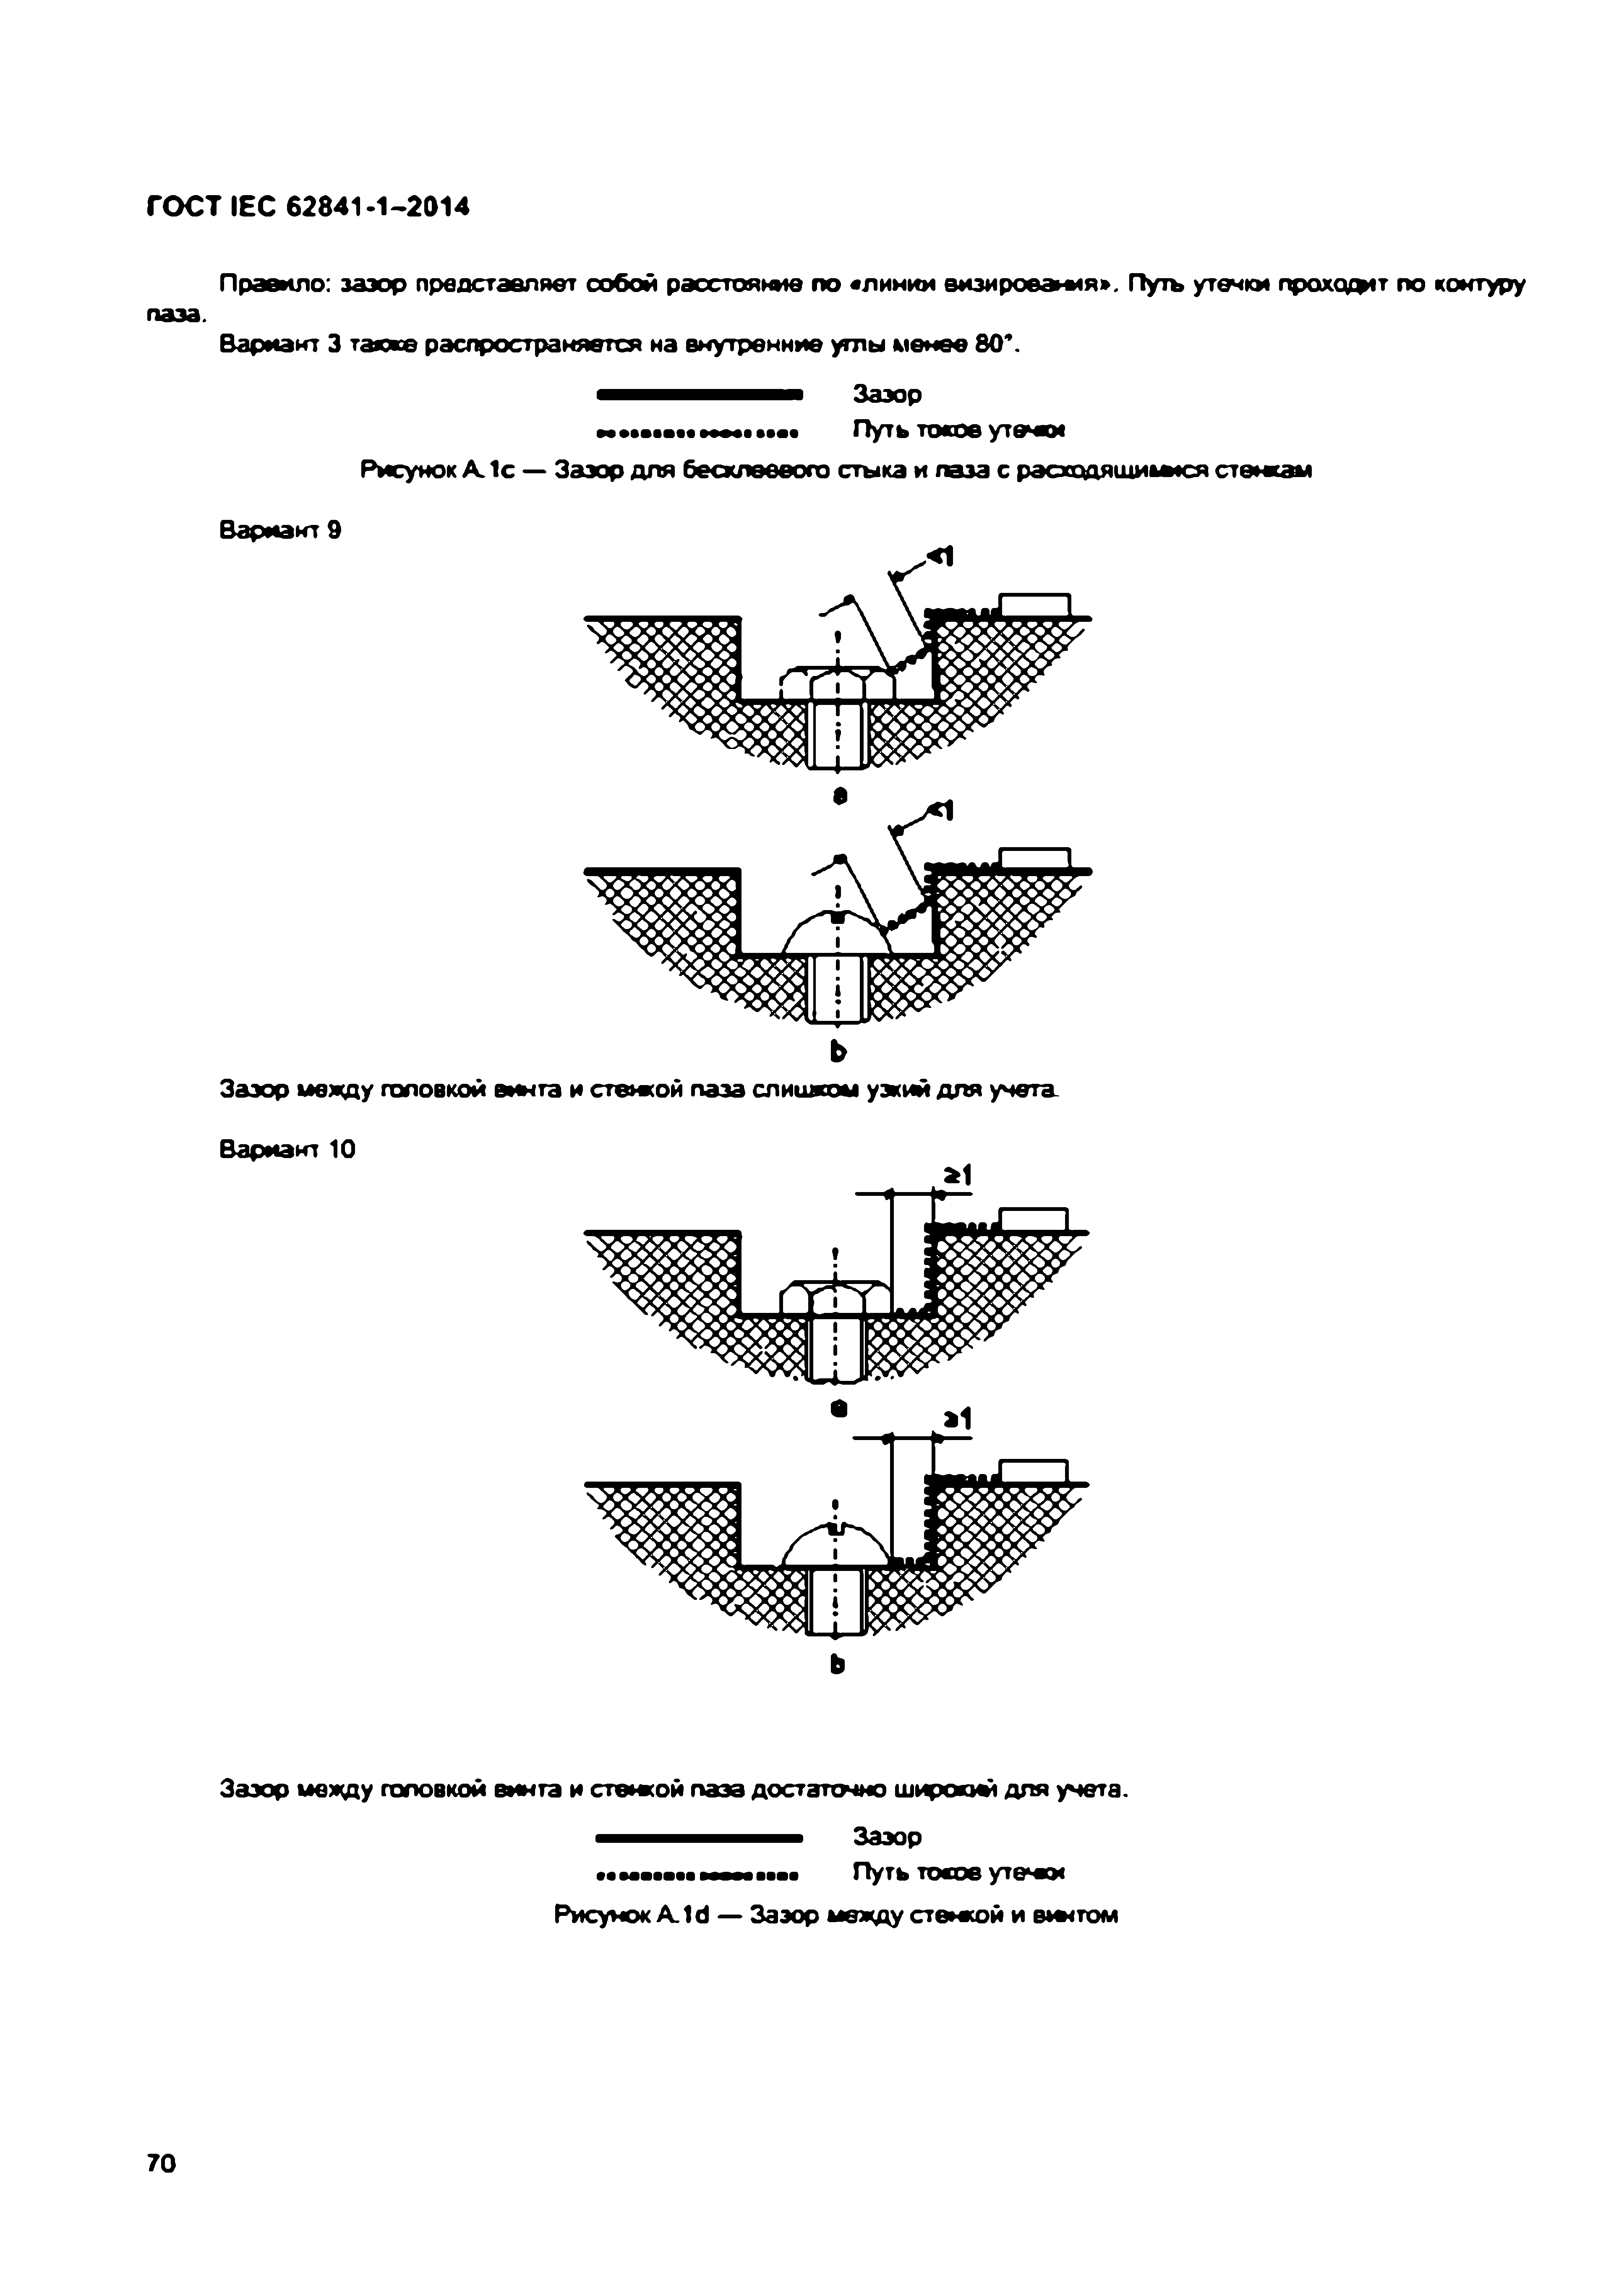 ГОСТ IEC 62841-1–2014
Правило: зазор представляет собой расстояние по «линии визирования». Путь утечки проходит по контуру
паза.
Вариант 3 также распространяется на внутренние углы менее 80°.
Зазор
Путь токов утечки
Рисунок А.1c — Зазор для бесклеевого стыка и паза с расходящимися стенкам
Вариант 9
<1
a
<1
b
Зазор между головкой винта и стенкой паза слишком узкий для учета
Вариант 10
≥1
a
≥1
b
Зазор между головкой винта и стенкой паза достаточно широкий для учета.
Зазор
Путь токов утечки
Рисунок А.1d — Зазор между стенкой и винтом
70